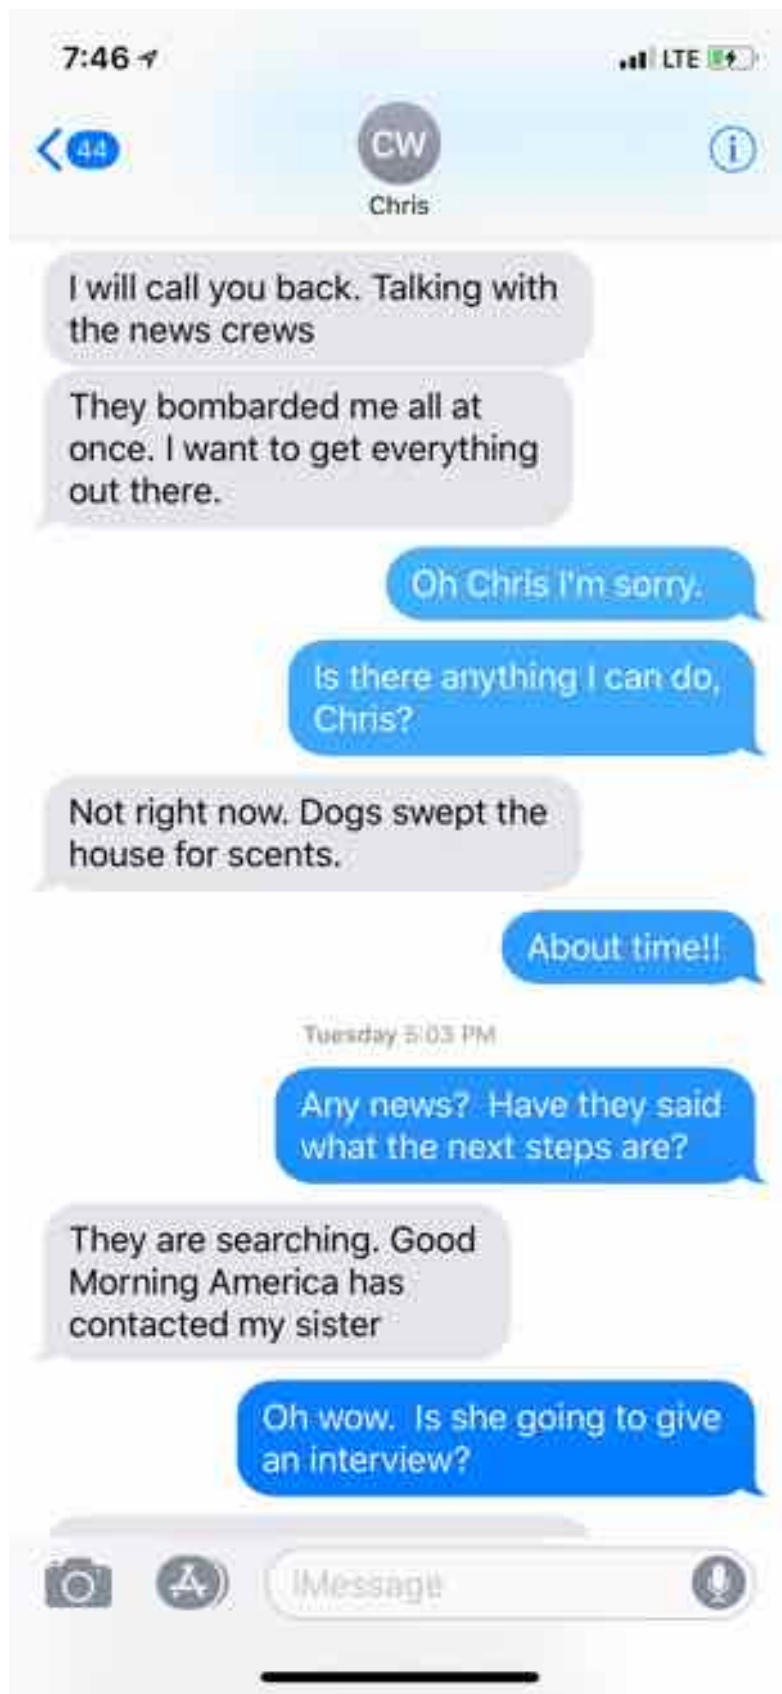 7:46
LTE
44
CW
Chris
I will call you back. Talking with
the news crews
They bombarded me all at
once. I want to get everything
out there.
Oh Chris I'm sorry.
Is there anything I can do,
Chris?
Not right now. Dogs swept the
house for scents.
About time!!
Tuesday 5:03 PM
Any news?  Have they said
what the next steps are?
They are searching. Good
Morning America has
contacted my sister
Oh wow.  Is she going to give
an interview?
iMessage